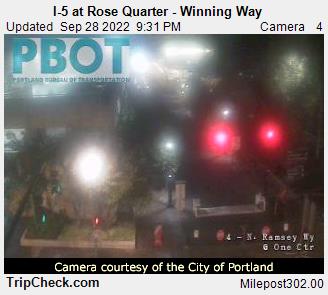 I-5 at Rose Quarter - Winning Way
Updated Sep 28 2022 9:31 PM Camera 4
PBOT
PORTLAND BUREAU OF TRANSPORTATION
4 - N. Ramsey Wy
@ One Ctr
Camera courtesy of the City of Portland
TripCheck.com Milepost302.00